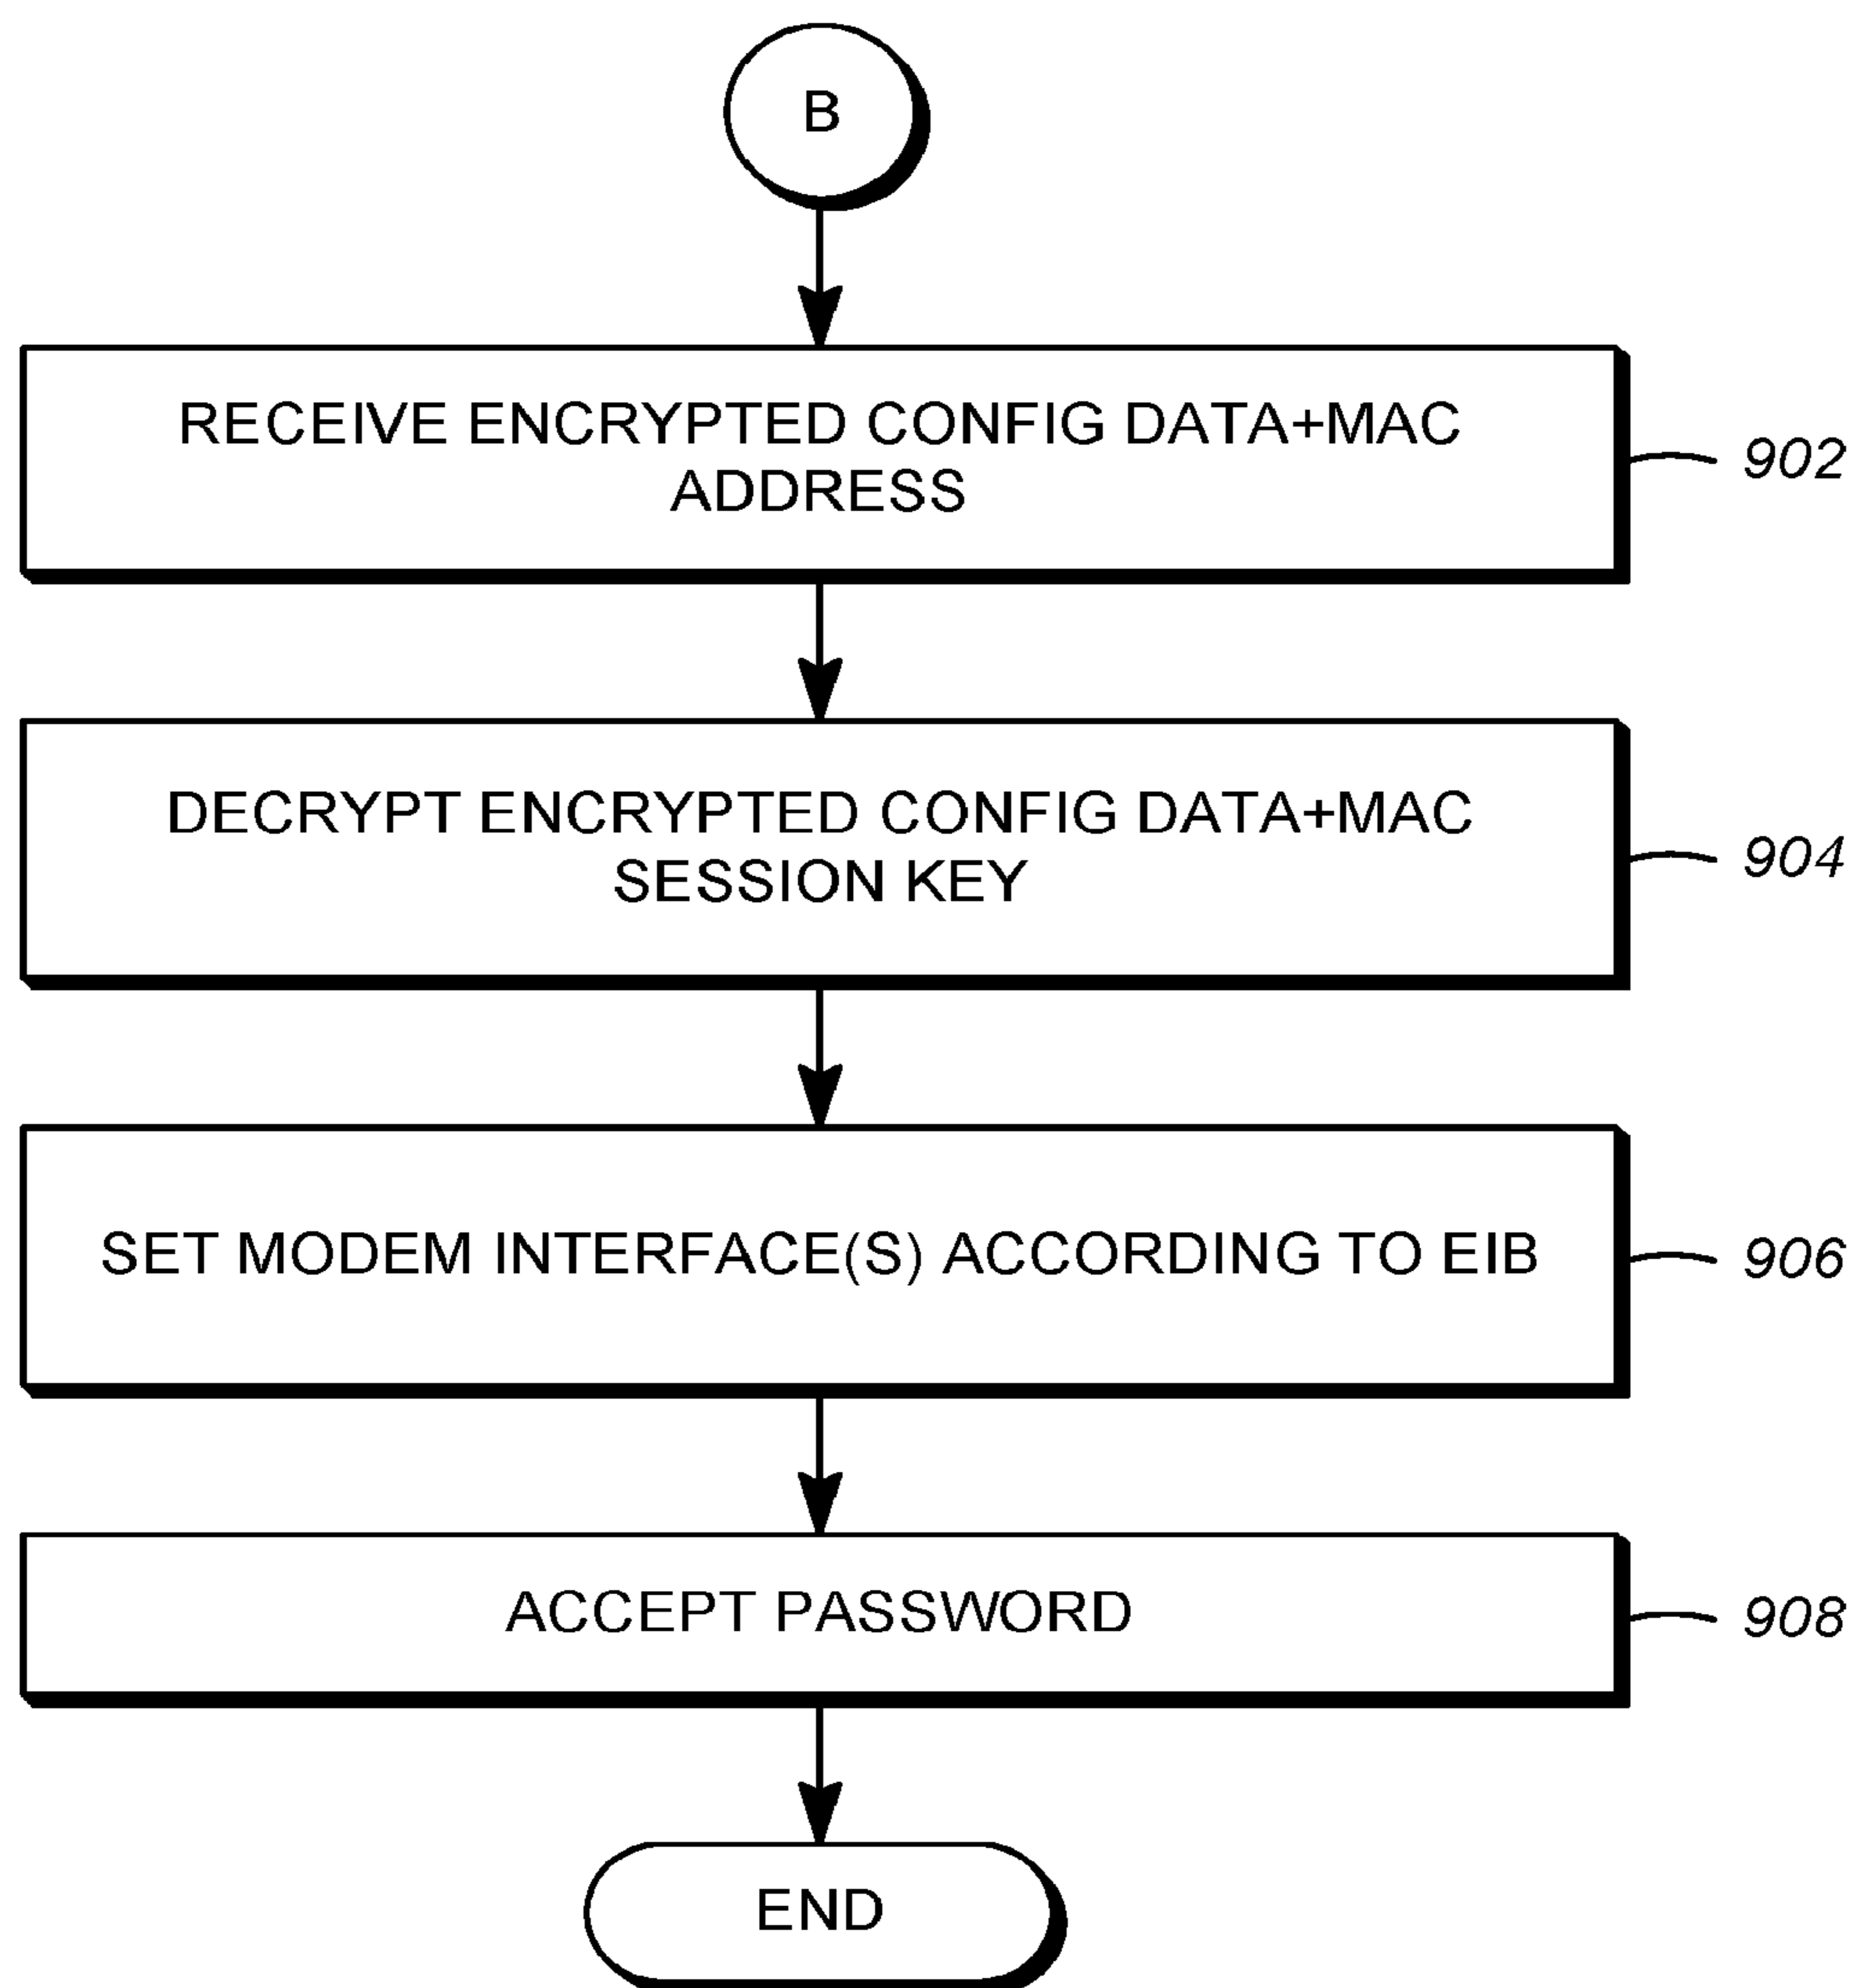 B
RECEIVE ENCRYPTED CONFIG DATA+MAC
ADDRESS
902
DECRYPT ENCRYPTED CONFIG DATA+MAC
SESSION KEY
904
SET MODEM INTERFACE(S) ACCORDING TO EIB
906
ACCEPT PASSWORD
908
END